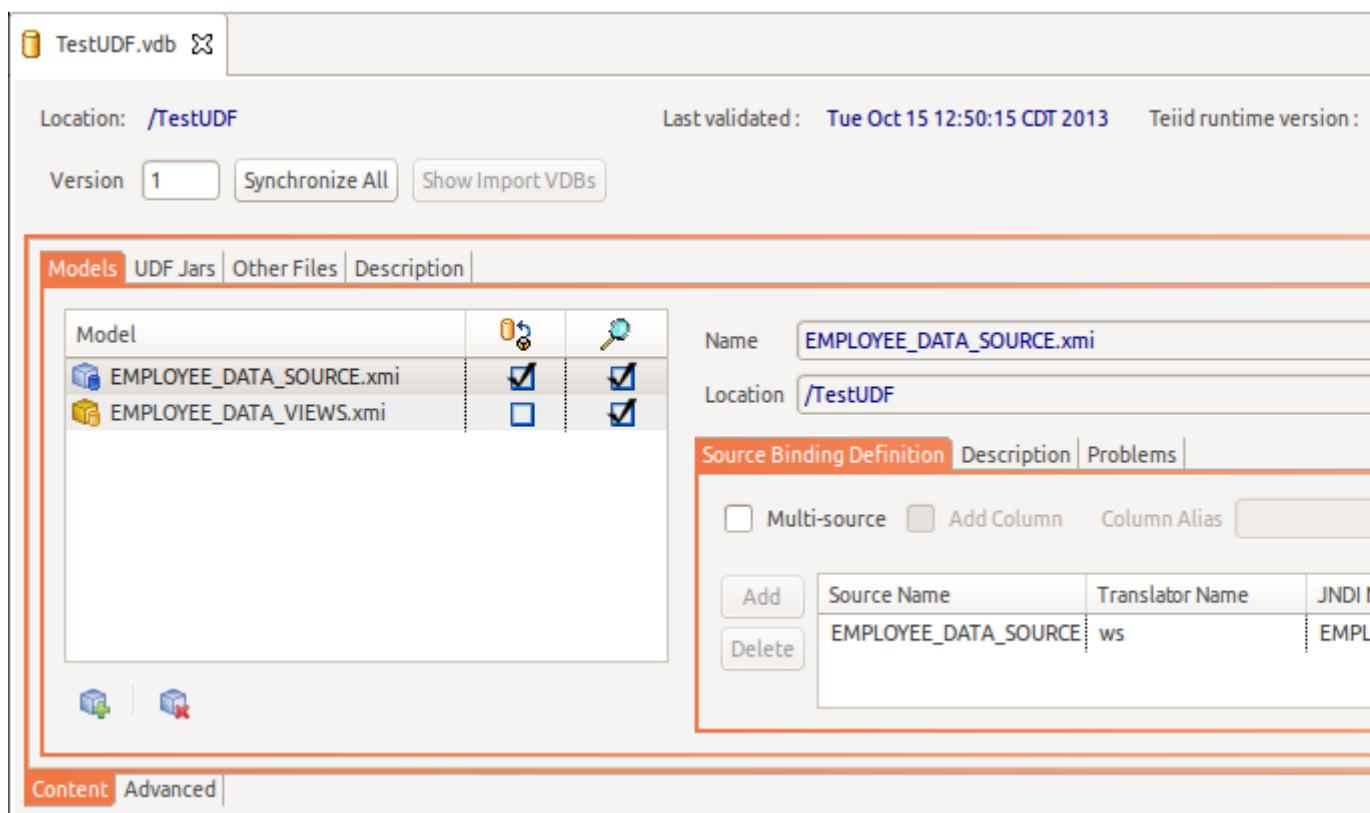 TestUDF.vdb
Location: /TestUDF Last validated : Tue Oct 15 12:50:15 CDT 2013 Teiid runtime version :
Version 1 Synchronize All Show Import VDBs
Models UDF Jars Other Files Description
Model
EMPLOYEE_DATA_SOURCE.xmi
EMPLOYEE_DATA_VIEWS.xmi
Name EMPLOYEE_DATA_SOURCE.xmi
Location /TestUDF
Source Binding Definition Description Problems
Multi-source Add Column Column Alias
Add
Delete
Source Name Translator Name JNDI
EMPLOYEE_DATA_SOURCE ws EMPL
Content Advanced